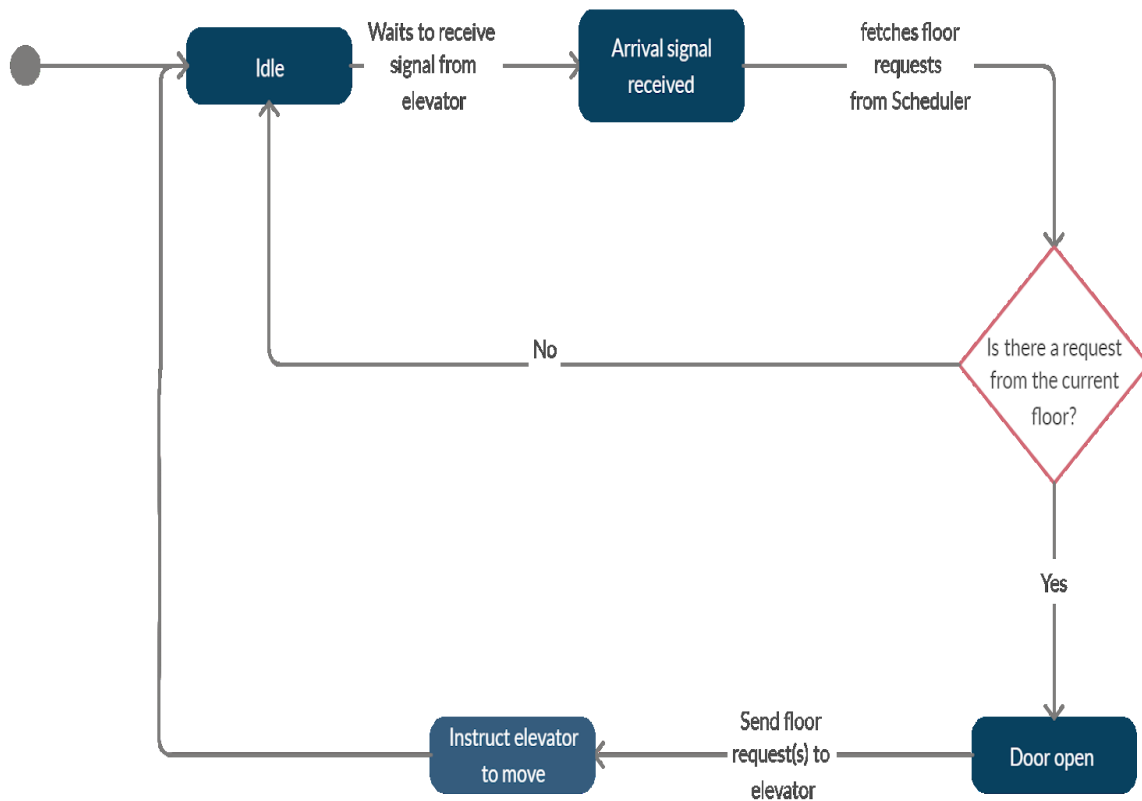 Idle
Waits to receive
signal from
elevator
Arrival signal
received
fetches floor
requests
from Scheduler
No
Is there a request
from the current
floor?
Yes
Instruct elevator
to move
Send floor
request(s) to
elevator
Door open